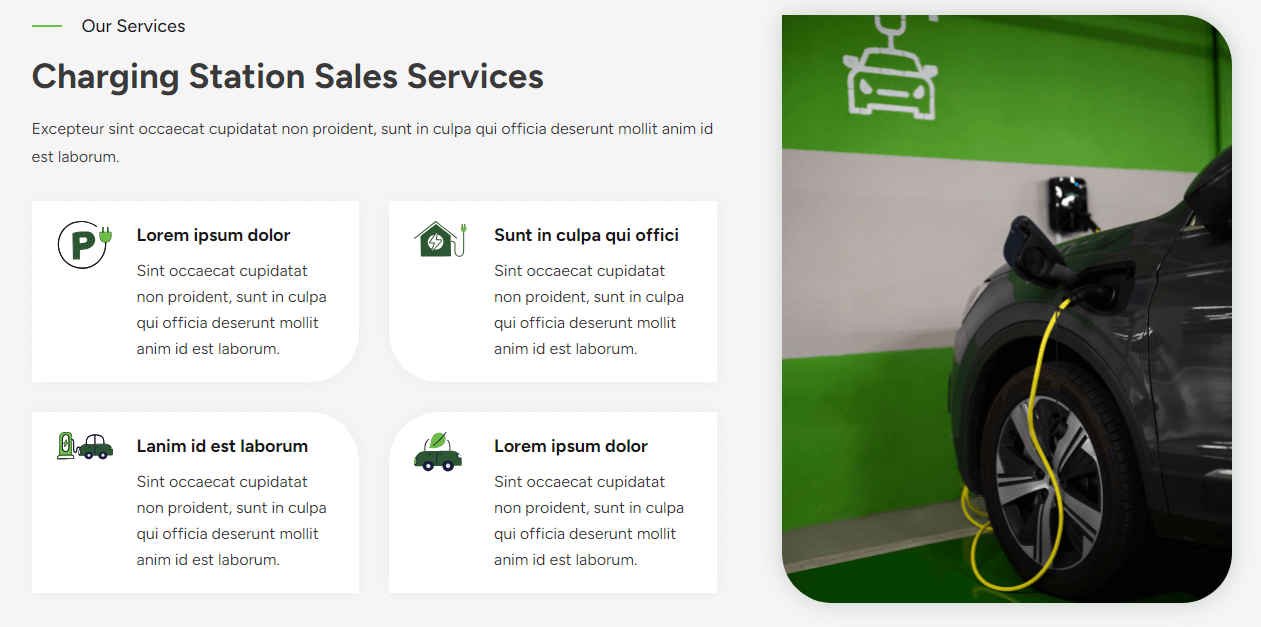 Our Services
Charging Station Sales Services
Excepteur sint occaecat cupidatat non proident, sunt in culpa qui officia deserunt mollit anim id
est laborum.
P
Lorem ipsum dolor
Sint occaecat cupidatat
non proident, sunt in culpa
qui officia deserunt mollit
anim id est laborum.
Sunt in culpa qui offici
Sint occaecat cupidatat
non proident, sunt in culpa
qui officia deserunt mollit
anim id est laborum.
Lanim id est laborum
Sint occaecat cupidatat
non proident, sunt in culpa
qui officia deserunt mollit
anim id est laborum.
Lorem ipsum dolor
Sint occaecat cupidatat
non proident, sunt in culpa
qui officia deserunt mollit
anim id est laborum.